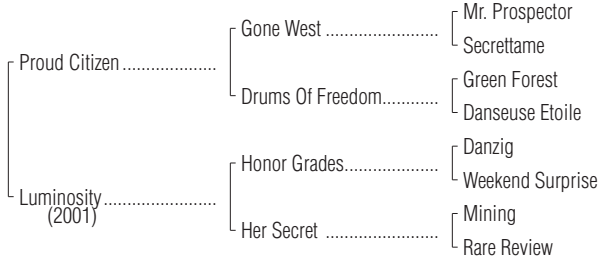 Mr. Prospector
Gone West ....................
Secrettame
Proud Citizen ....................
Green Forest
Drums Of Freedom............
Danseuse Etoile
Danzig
Honor Grades....................
Weekend Surprise
Luminosity ........................
(2001)
Mining
Her Secret ........................
Rare Review